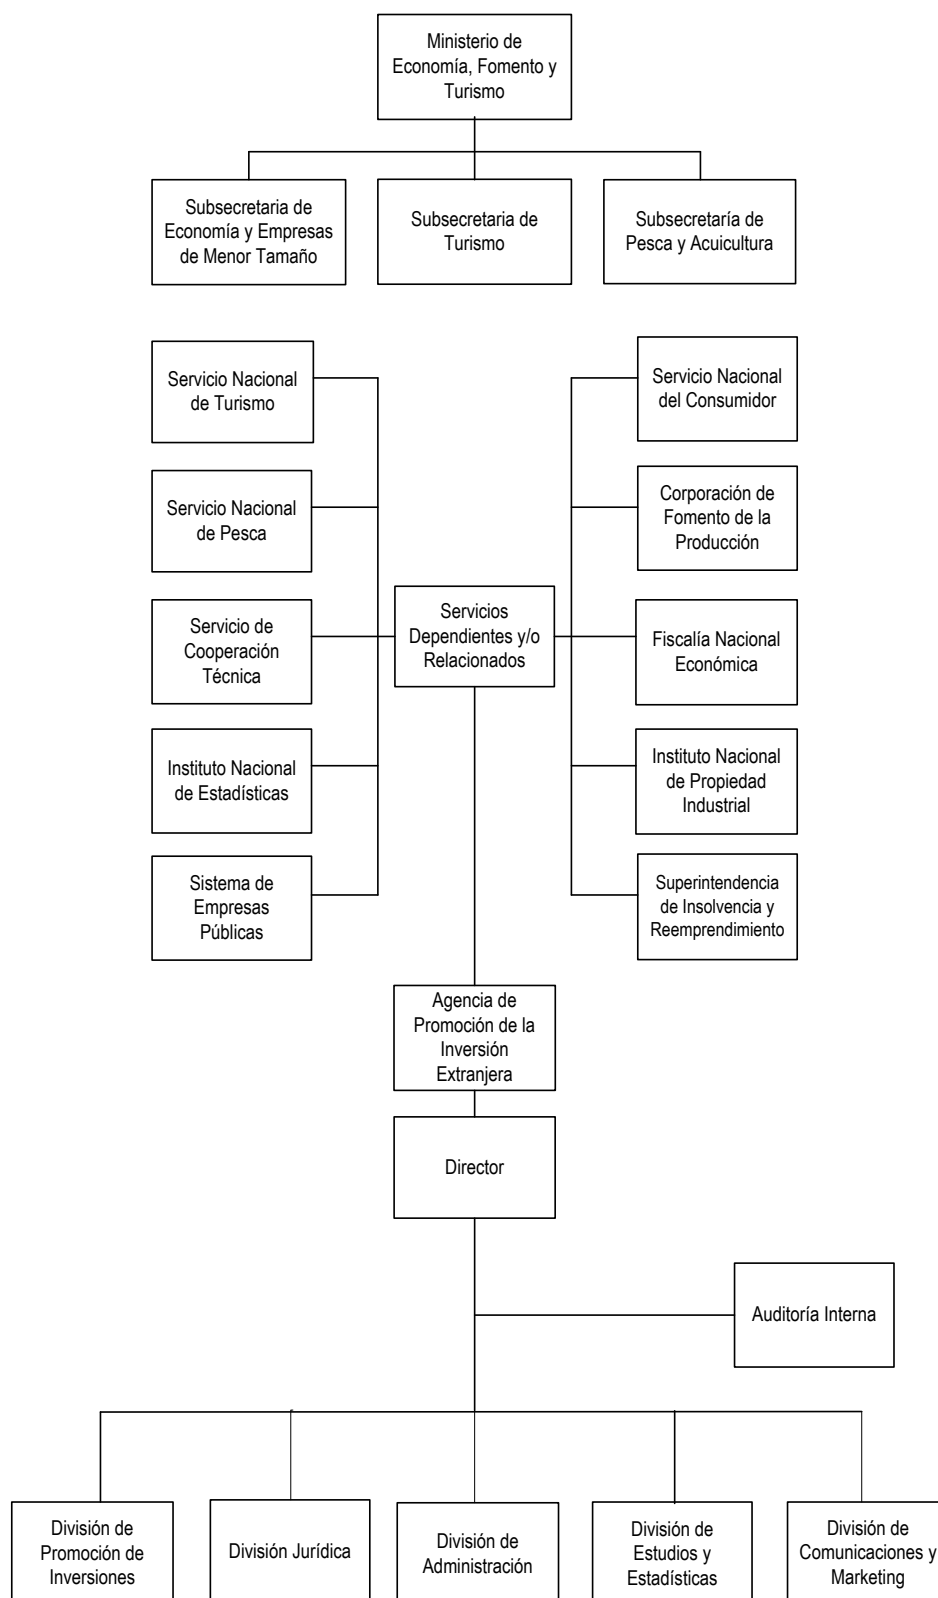 Ministerio de
Economía, Fomento y
Turismo
Subsecretaria de
Economía y Empresas
de Menor Tamaño
Subsecretaria de
Turismo
Subsecretaría de
Pesca y Acuicultura
Servicio Nacional
de Turismo
Servicio Nacional
del Consumidor
Servicio Nacional
de Pesca
Corporación de
Fomento de la
Producción
Servicio de
Cooperación
Técnica
Servicios
Dependientes y/o
Relacionados
Fiscalía Nacional
Económica
Instituto Nacional
de Estadísticas
Instituto Nacional
de Propiedad
Industrial
Sistema de
Empresas
Públicas
Superintendencia
de Insolvencia y
Reemprendimiento
Agencia de
Promoción de la
Inversión
Extranjera
Director
Auditoría Interna
División de
Promoción de
Inversiones
División Jurídica
División de
Administración
División de
Estudios y
Estadísticas
División de
Comunicaciones y
Marketing